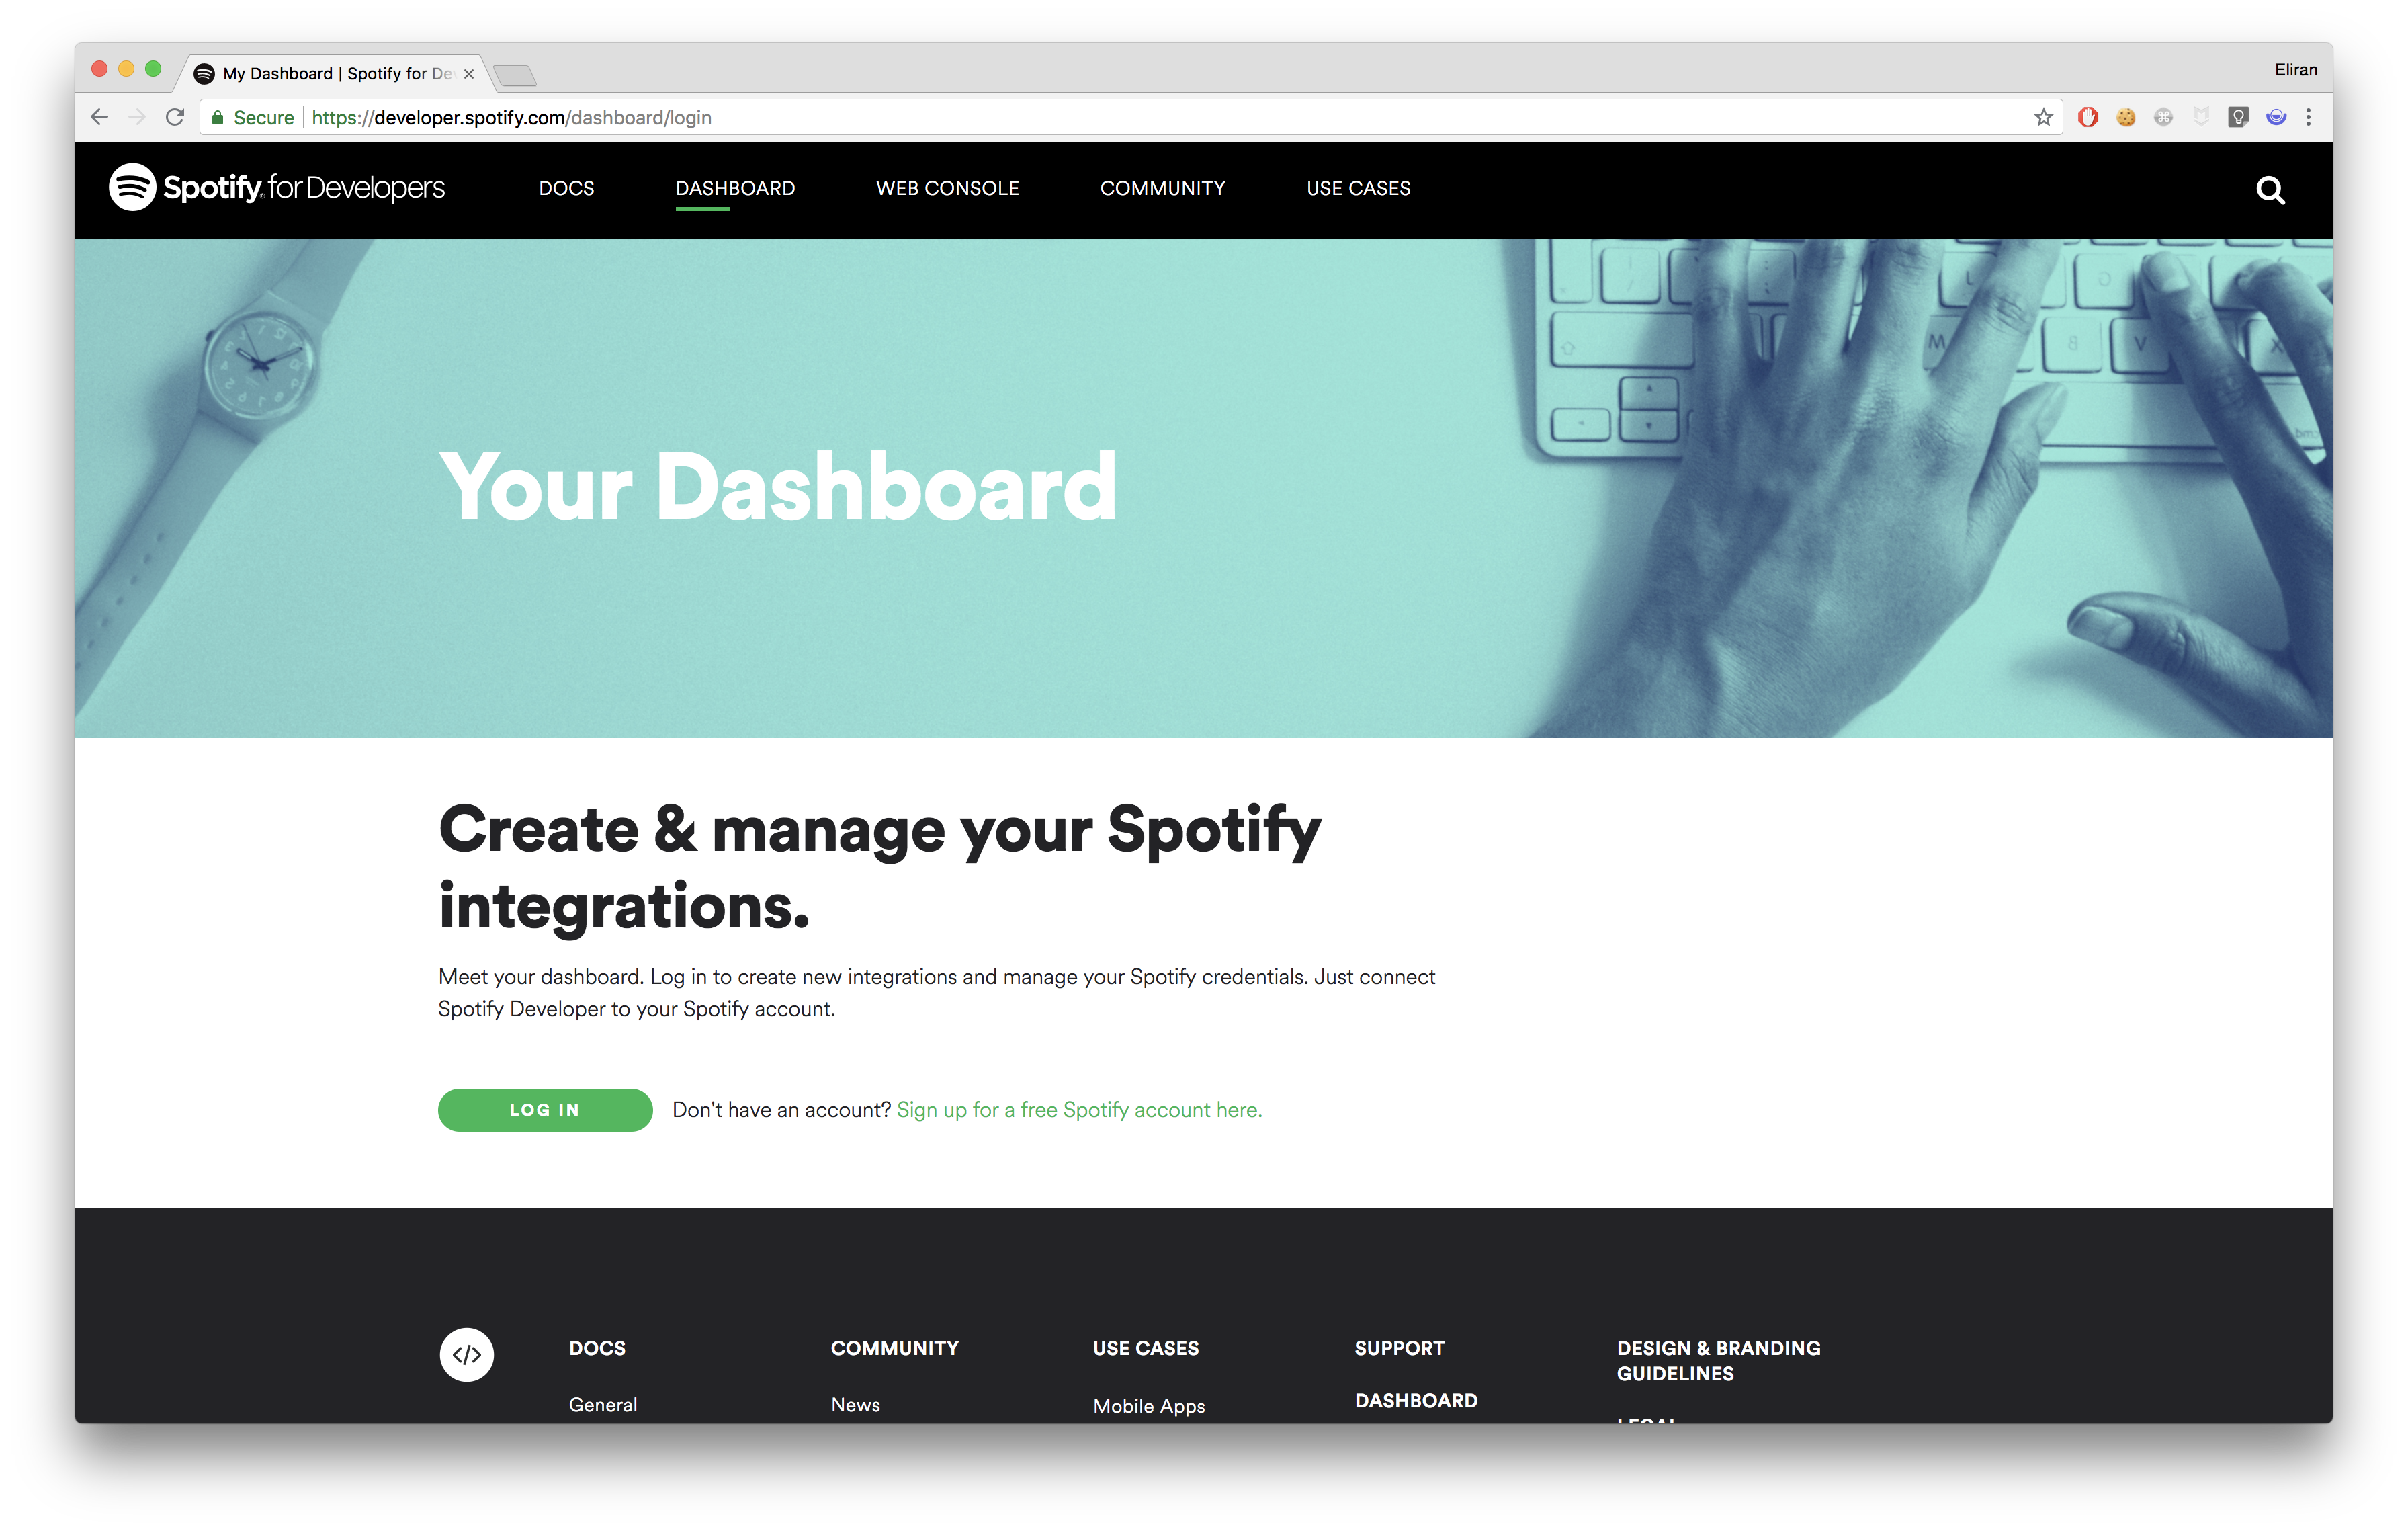 My Dashboard | Spotify for De
Eliran
Secure
https://developer.spotify.com/dashboard/login
Spotify for Developers
DOCS
DASHBOARD
WEB CONSOLE
COMMUNITY
USE CASES
Your Dashboard
Create & manage your Spotify
integrations.
Meet your dashboard. Log in to create new integrations and manage your Spotify credentials. Just connect
Spotify Developer to your Spotify account.
LOG IN
Don't have an account? Sign up for a free Spotify account here.
DOCS
General
COMMUNITY
News
USE CASES
Mobile Apps
SUPPORT
DASHBOARD
DESIGN & BRANDING
GUIDELINES